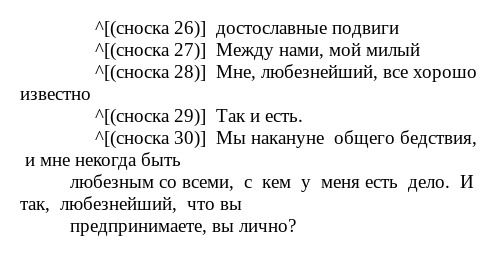 ^[(сноска 26)] достославные подвиги
^[(сноска 27)] Между нами, мой милый
^[(сноска 28)] Мне, любезнейший, все хорошо
известно
^[(сноска 29)] Так и есть.
^[(сноска 30)] Мы накануне общего бедствия,
и мне некогда быть
любезным со всеми, с кем у меня есть дело. И
так, любезнейший, что вы
предпринимаете, вы лично?